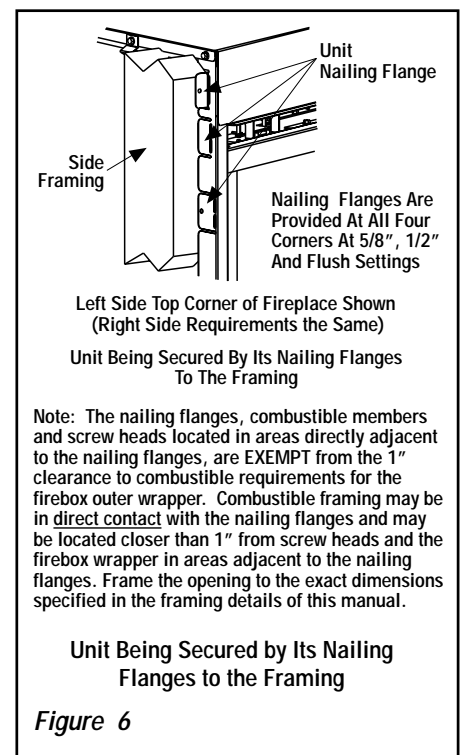 Unit
Nailing Flange
Side
Framing
Nailing Flanges Are
Provided At All Four
Corners At 5/8", 1/2"
And Flush Settings
Left Side Top Corner of Fireplace Shown
(Right Side Requirements the Same)
Unit Being Secured By Its Nailing Flanges
To The Framing
Note: The nailing flanges, combustible members
and screw heads located in areas directly adjacent
to the nailing flanges, are EXEMPT from the 1"
clearance to combustible requirements for the
firebox outer wrapper. Combustible framing may be
in direct contact with the nailing flanges and may
be located closer than 1" from screw heads and the
firebox wrapper in areas adjacent to the nailing
flanges. Frame the opening to the exact dimensions
specified in the framing details of this manual.
Unit Being Secured by Its Nailing
Flanges to the Framing
Figure 6